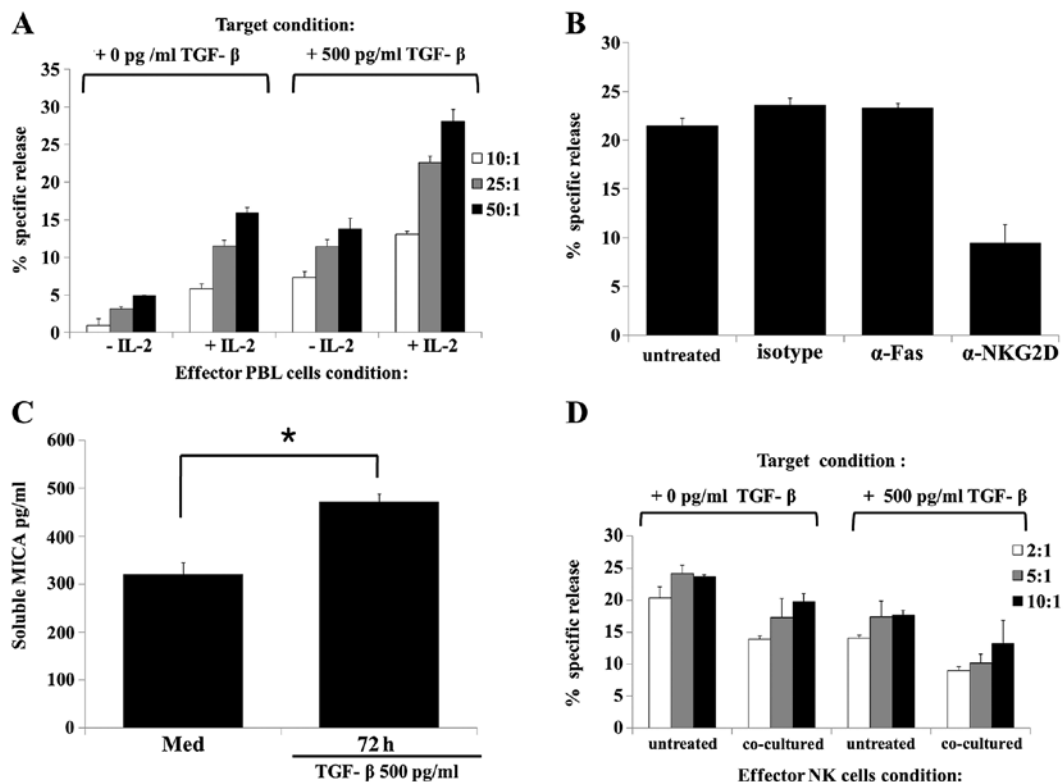 A
Target condition:
+ 0 pg /ml TGF- β
+ 500 pg/ml TGF- β
% specific release
35
30
25
20
15
10
5
0
10:1
25:1
50:1
- IL-2
+ IL-2
- IL-2
+ IL-2
Effector PBL cells condition:
B
% specific release
30
25
20
15
10
5
0
untreated
isotype
α-Fas
α-NKG2D
C
Soluble MICA pg/ml
600
500
400
300
200
100
0
*
Med
72 h
TGF- β 500 pg/ml
D
Target condition :
+ 0 pg/ml TGF- β
+ 500 pg/ml TGF- β
% specific release
30
25
20
15
10
5
0
2:1
5:1
10:1
untreated
co-cultured
untreated
co-cultured
Effector NK cells condition: